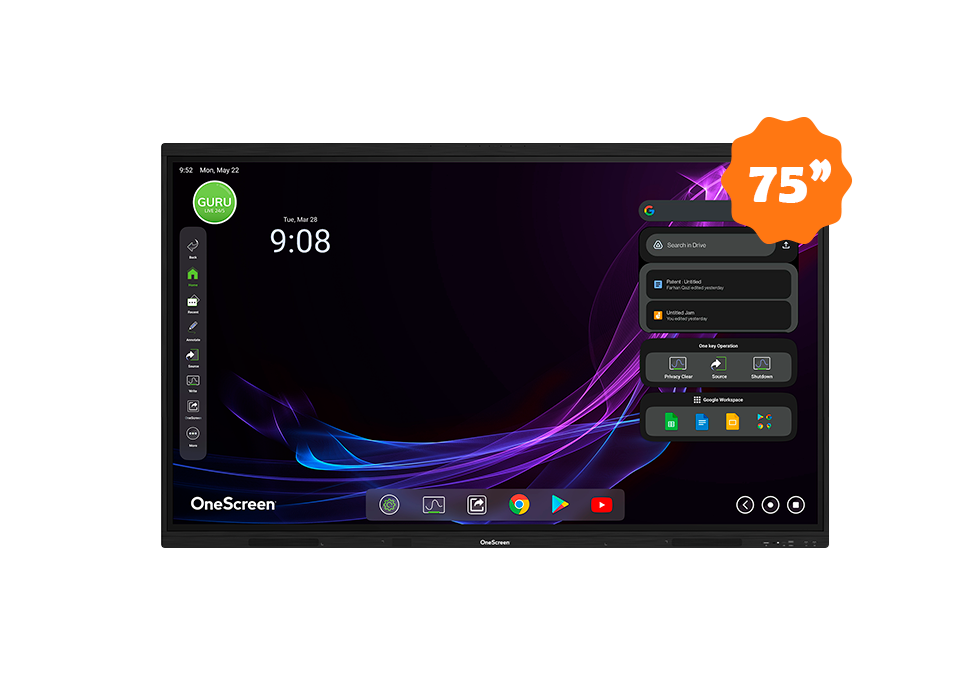 75”
9:52 Mon, May 22
GURU
LIVE 24/5
Tue, Mar 28
9:08
Back
Home
Recent
Annotate
Source
Write
More
Search in Drive
Patent - Untitled
Farhan Qazi edited yesterday
Untitled Jam
You edited yesterday
One key Operation
Privacy Clear
Source
Shutdown
Google Workspace
OneScreen
OneScreen